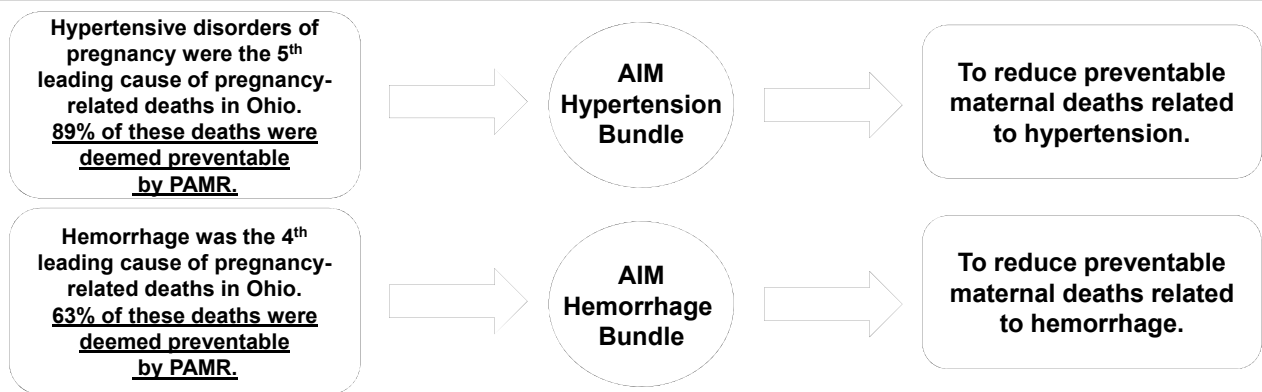 Hypertensive disorders of
pregnancy were the 5th
leading cause of pregnancy-
related deaths in Ohio.
89% of these deaths were
deemed preventable
by PAMR.
AIM
Hypertension
Bundle
To reduce preventable
maternal deaths related
to hypertension.
Hemorrhage was the 4th
leading cause of pregnancy-
related deaths in Ohio.
63% of these deaths were
deemed preventable
by PAMR.
AIM
Hemorrhage
Bundle
To reduce preventable
maternal deaths related
to hemorrhage.